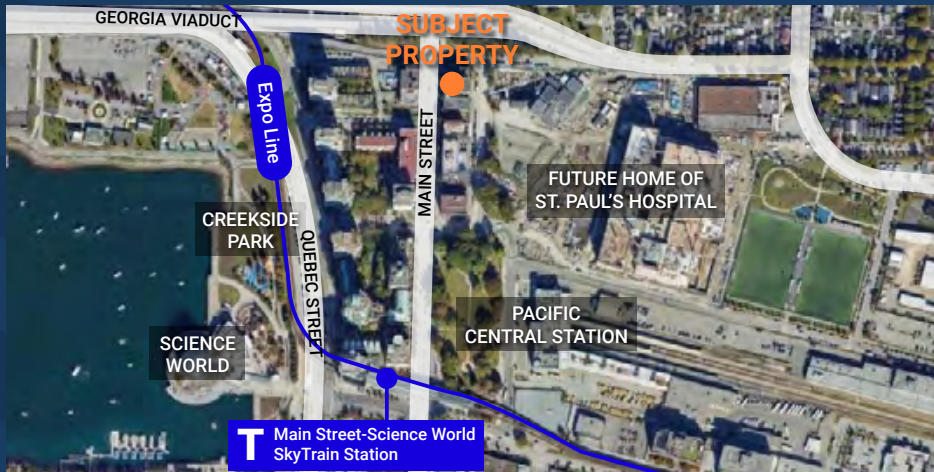 GEORGIA VIADUCT
SUBJECT
PROPERTY
Expo Line
MAIN STREET
FUTURE HOME OF
ST. PAUL'S HOSPITAL
CREEKSIDE
PARK
QUEBEC STREET
PACIFIC
CENTRAL STATION
SCIENCE
WORLD
T Main Street-Science World
SkyTrain Station